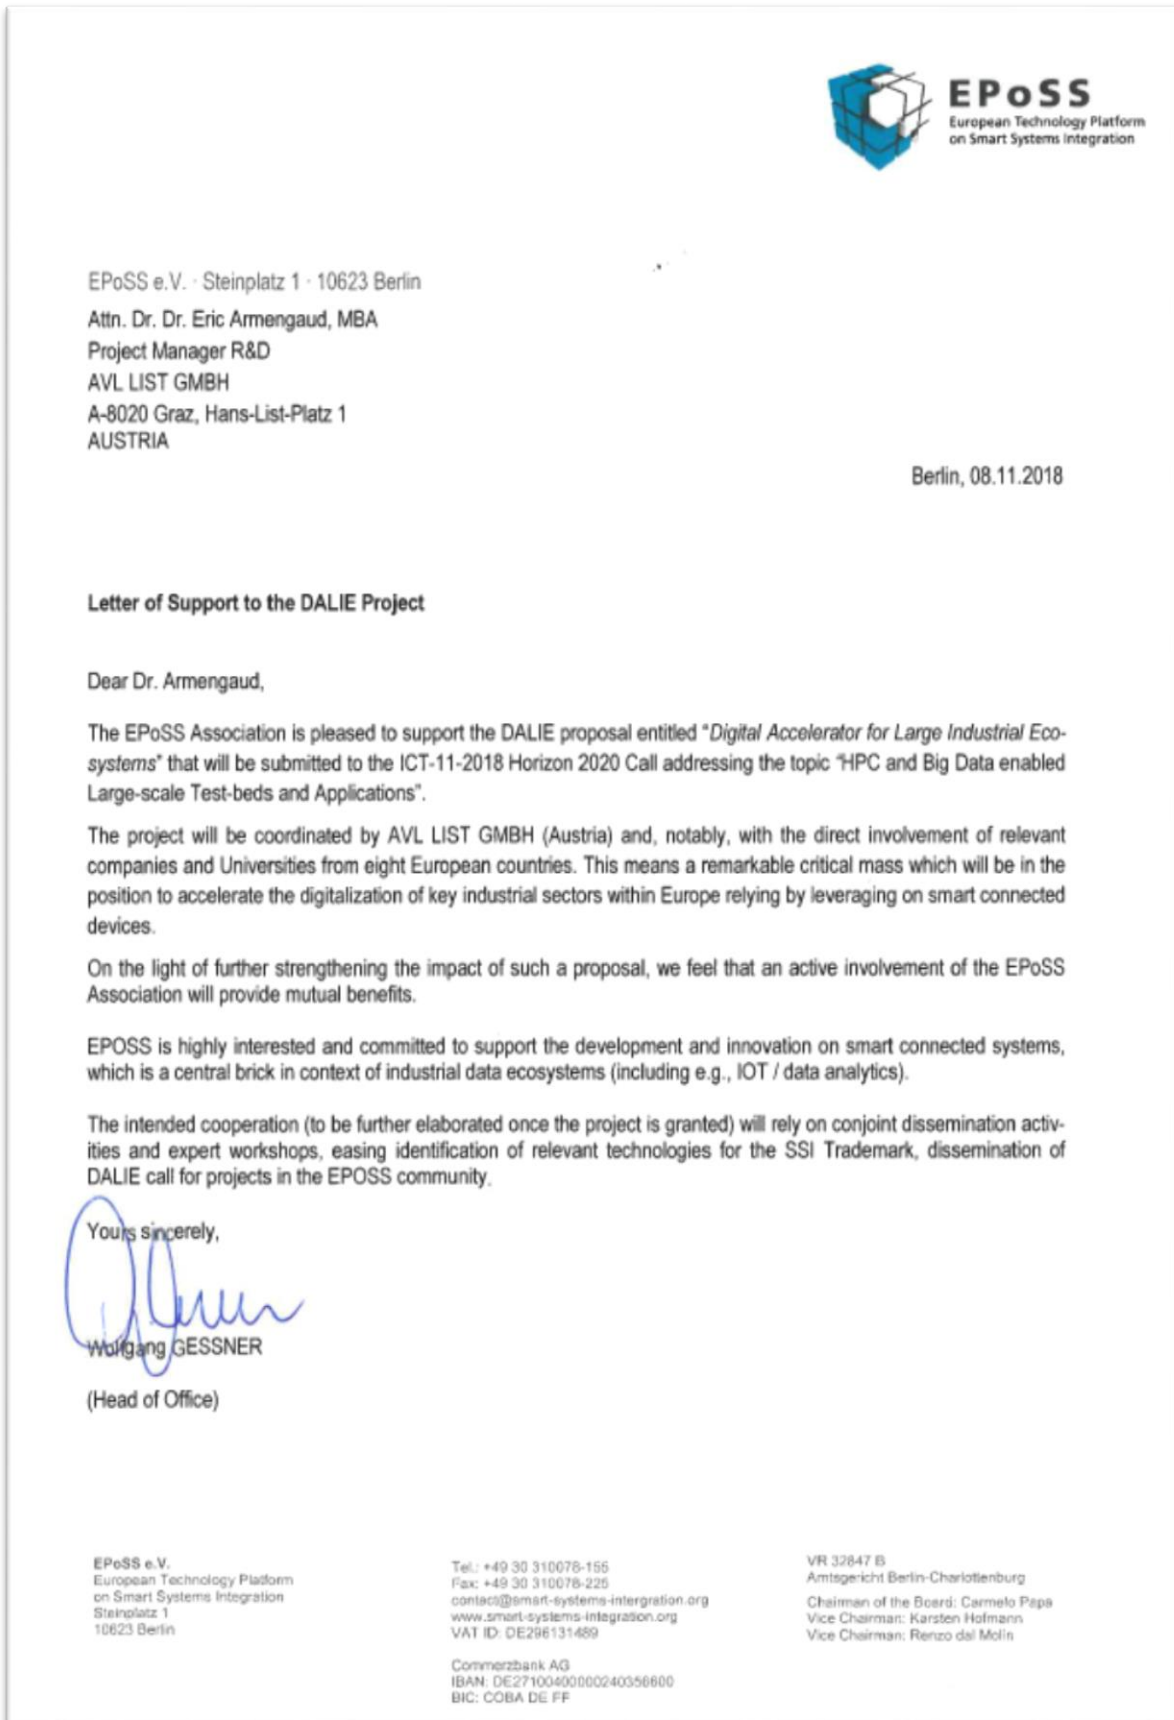 EPoSS
European Technology Platform
on Smart Systems Integration
EPoSS e.V. · Steinplatz 1 · 10623 Berlin
Attn. Dr. Dr. Eric Armengaud, MBA
Project Manager R&D
AVL LIST GMBH
A-8020 Graz, Hans-List-Platz 1
AUSTRIA
Berlin, 08.11.2018
Letter of Support to the DALIE Project
Dear Dr. Armengaud,
The EPoSS Association is pleased to support the DALIE proposal entitled “Digital Accelerator for Large Industrial Eco-
systems” that will be submitted to the ICT-11-2018 Horizon 2020 Call addressing the topic “HPC and Big Data enabled
Large-scale Test-beds and Applications”.
The project will be coordinated by AVL LIST GMBH (Austria) and, notably, with the direct involvement of relevant
companies and Universities from eight European countries. This means a remarkable critical mass which will be in the
position to accelerate the digitalization of key industrial sectors within Europe relying by leveraging on smart connected
devices.
On the light of further strengthening the impact of such a proposal, we feel that an active involvement of the EPoSS
Association will provide mutual benefits.
EPOSS is highly interested and committed to support the development and innovation on smart connected systems,
which is a central brick in context of industrial data ecosystems (including e.g., IOT / data analytics).
The intended cooperation (to be further elaborated once the project is granted) will rely on conjoint dissemination activ-
ities and expert workshops, easing identification of relevant technologies for the SSI Trademark, dissemination of
DALIE call for projects in the EPOSS community.
Yours sincerely,
Wolfgang GESSNER
(Head of Office)
EPoSS e.V.
European Technology Platform
on Smart Systems Integration
Steinplatz 1
10623 Berlin
Tel.: +49 30 310078-155
Fax: +49 30 310078-225
contact@smart-systems-intergration.org
www.smart-systems-integration.org
VAT ID: DE296131489
Commerzbank AG
IBAN: DE27100400000240356600
BIC: COBA DE FF
VR 32847 B
Amtsgericht Berlin-Charlottenburg
Chairman of the Board: Carmelo Papa
Vice Chairman: Karsten Hofmann
Vice Chairman: Renzo dal Molin